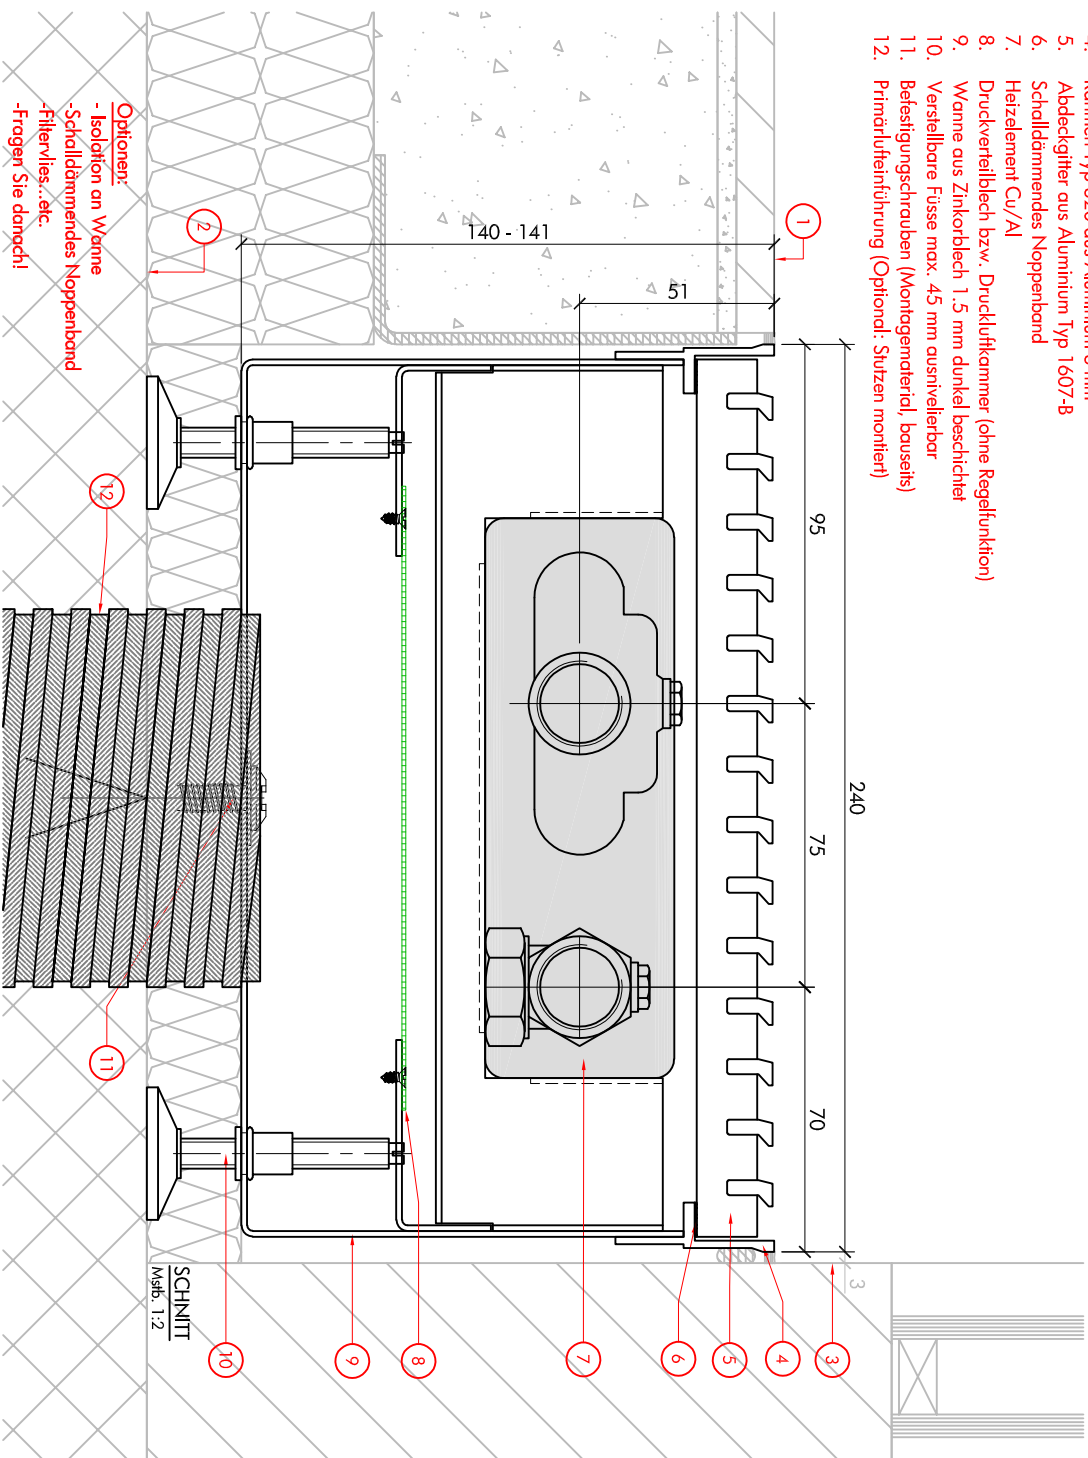 5. Abdeckgitter aus Aluminium Typ 1607-B
6. Schalldämmendes Noppenband
7. Heizelement Cu/Al
8. Druckverteilblech bzw. Druckluftkammer (ohne Regelfunktion)
9. Wanne aus Zinkorblech 1.5 mm dunkel beschichtet
10. Verstellbare Füsse max. 45 mm ausnivelierbar
11. Befestigungschrauben (Montagematerial, bauseits)
12. Primärlufteinführung (Optional: Stutzen montiert)
240
95
75
70
3
140 - 141
51
1
2
3
4
5
6
7
8
9
10
11
12
Optionen:
- Isolation an Wanne
-Schalldämmendes Noppenband
-Filtervlies...etc.
-Fragen Sie danach!
SCHNITT
Mstb. 1:2